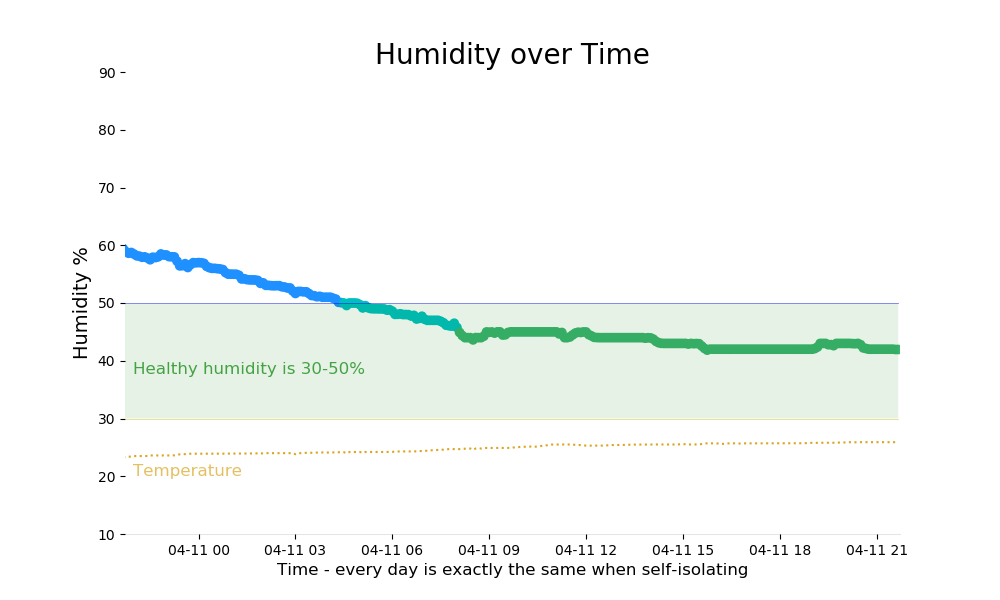 Humidity over Time
90
80
70
60
50
40
30
20
10
Humidity %
Healthy humidity is 30-50%
Temperature
04-11 00 04-11 03 04-11 06 04-11 09 04-11 12 04-11 15 04-11 18 04-11 21
Time - every day is exactly the same when self-isolating